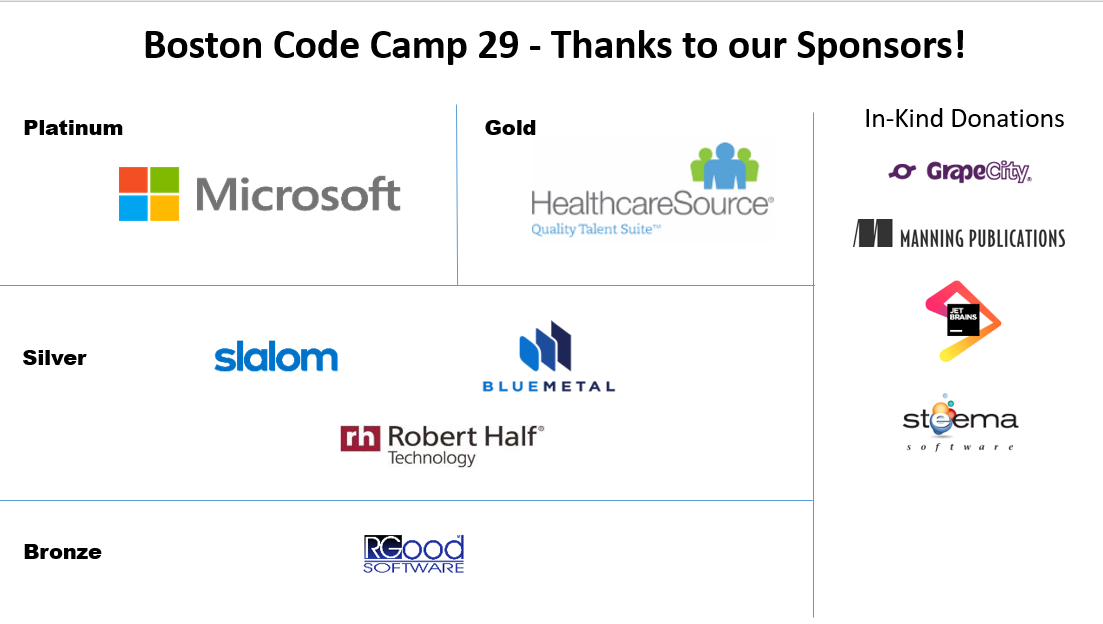 Boston Code Camp 29 - Thanks to our Sponsors!
Platinum
Microsoft
Gold
HealthcareSource®
Quality Talent Suite™
In-Kind Donations
GrapeCity®
MANNING PUBLICATIONS
JET
BRAINS
steema
software
Silver
slalom
BLUEMETAL
rh Robert Half®
Technology
Bronze
RGood
SOFTWARE